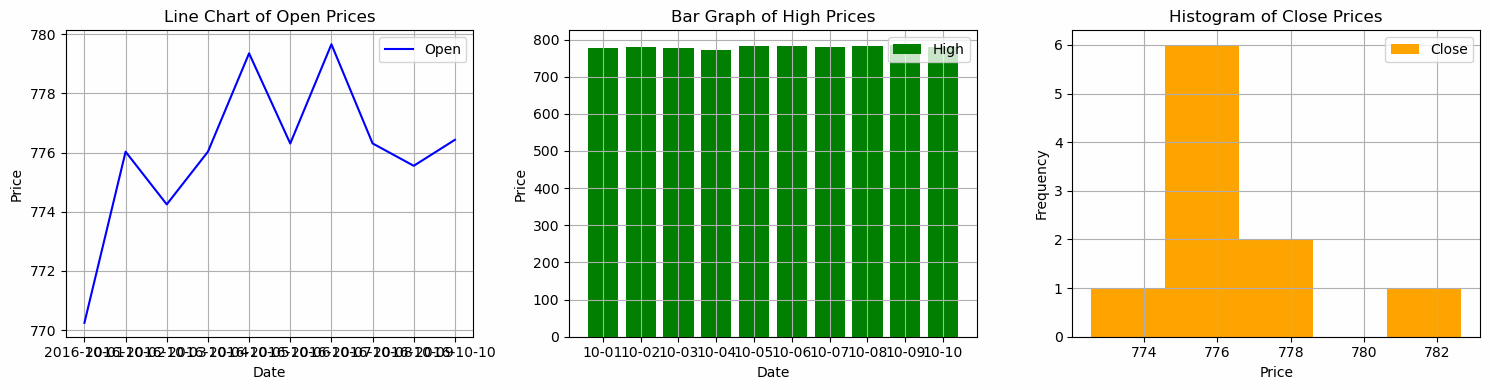 Line Chart of Open Prices
Price
780
778
776
774
772
770
Open
Date
Bar Graph of High Prices
Price
800
700
600
500
400
300
200
100
0
High
10-01 10-02 10-03 10-04 10-05 10-06 10-07 10-08 10-09 10-10
Date
Histogram of Close Prices
Frequency
6
5
4
3
2
1
0
Close
774 776 778 780 782
Price